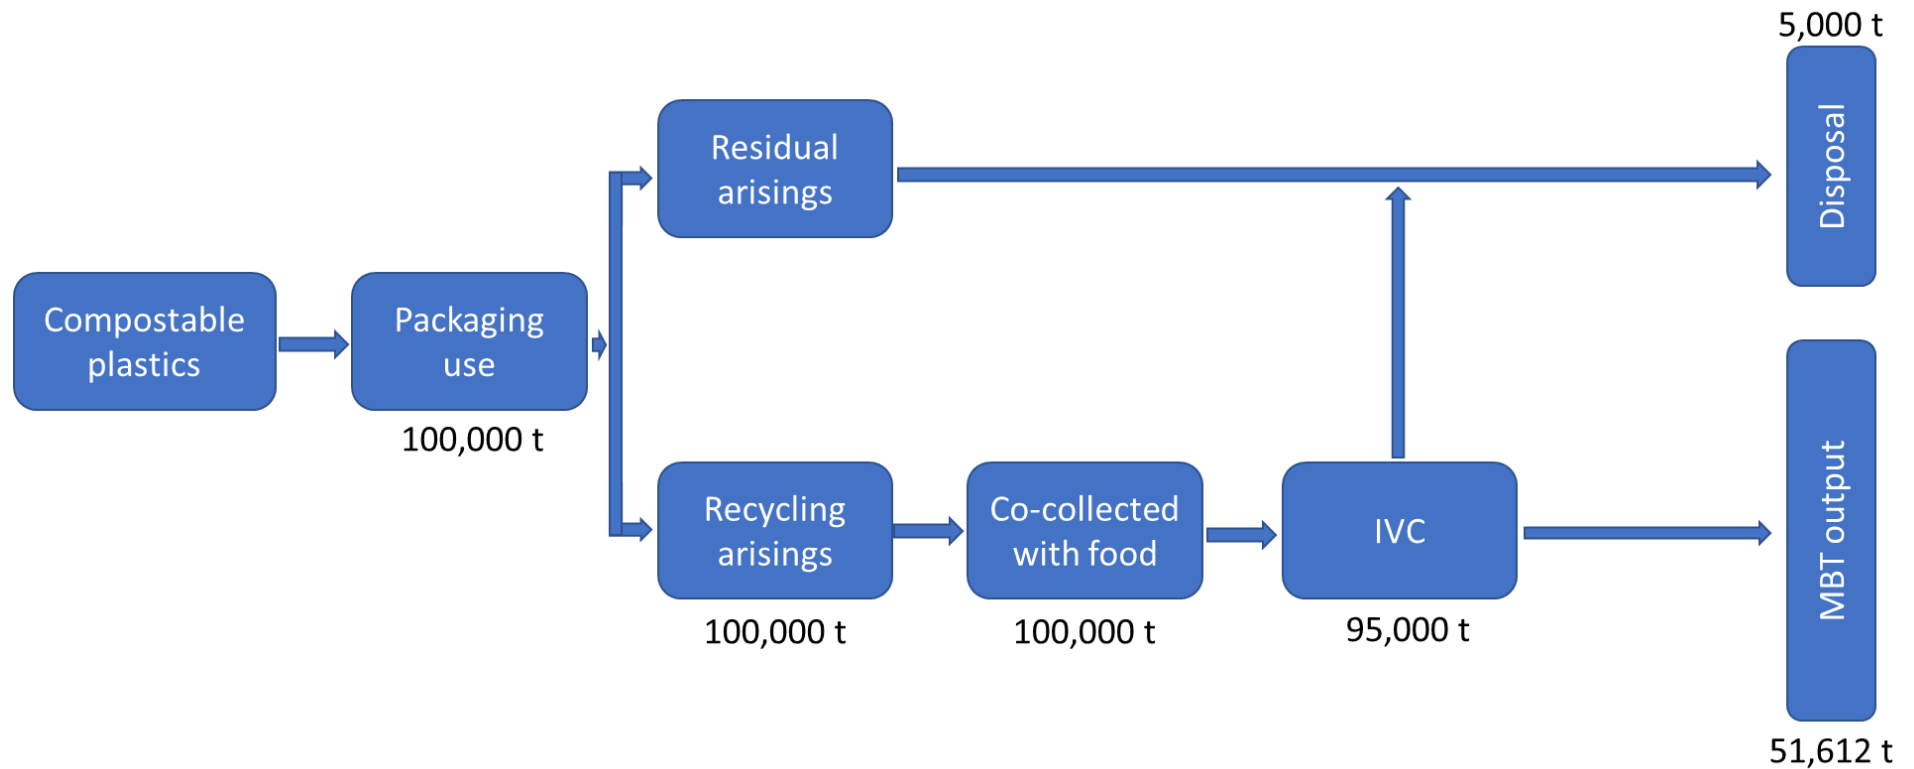 5,000 t
Disposal
Residual
arisings
Compostable
plastics
Packaging
use
100,000 t
Recycling
arisings
100,000 t
Co-collected
with food
100,000 t
IVC
95,000 t
MBT output
51,612 t